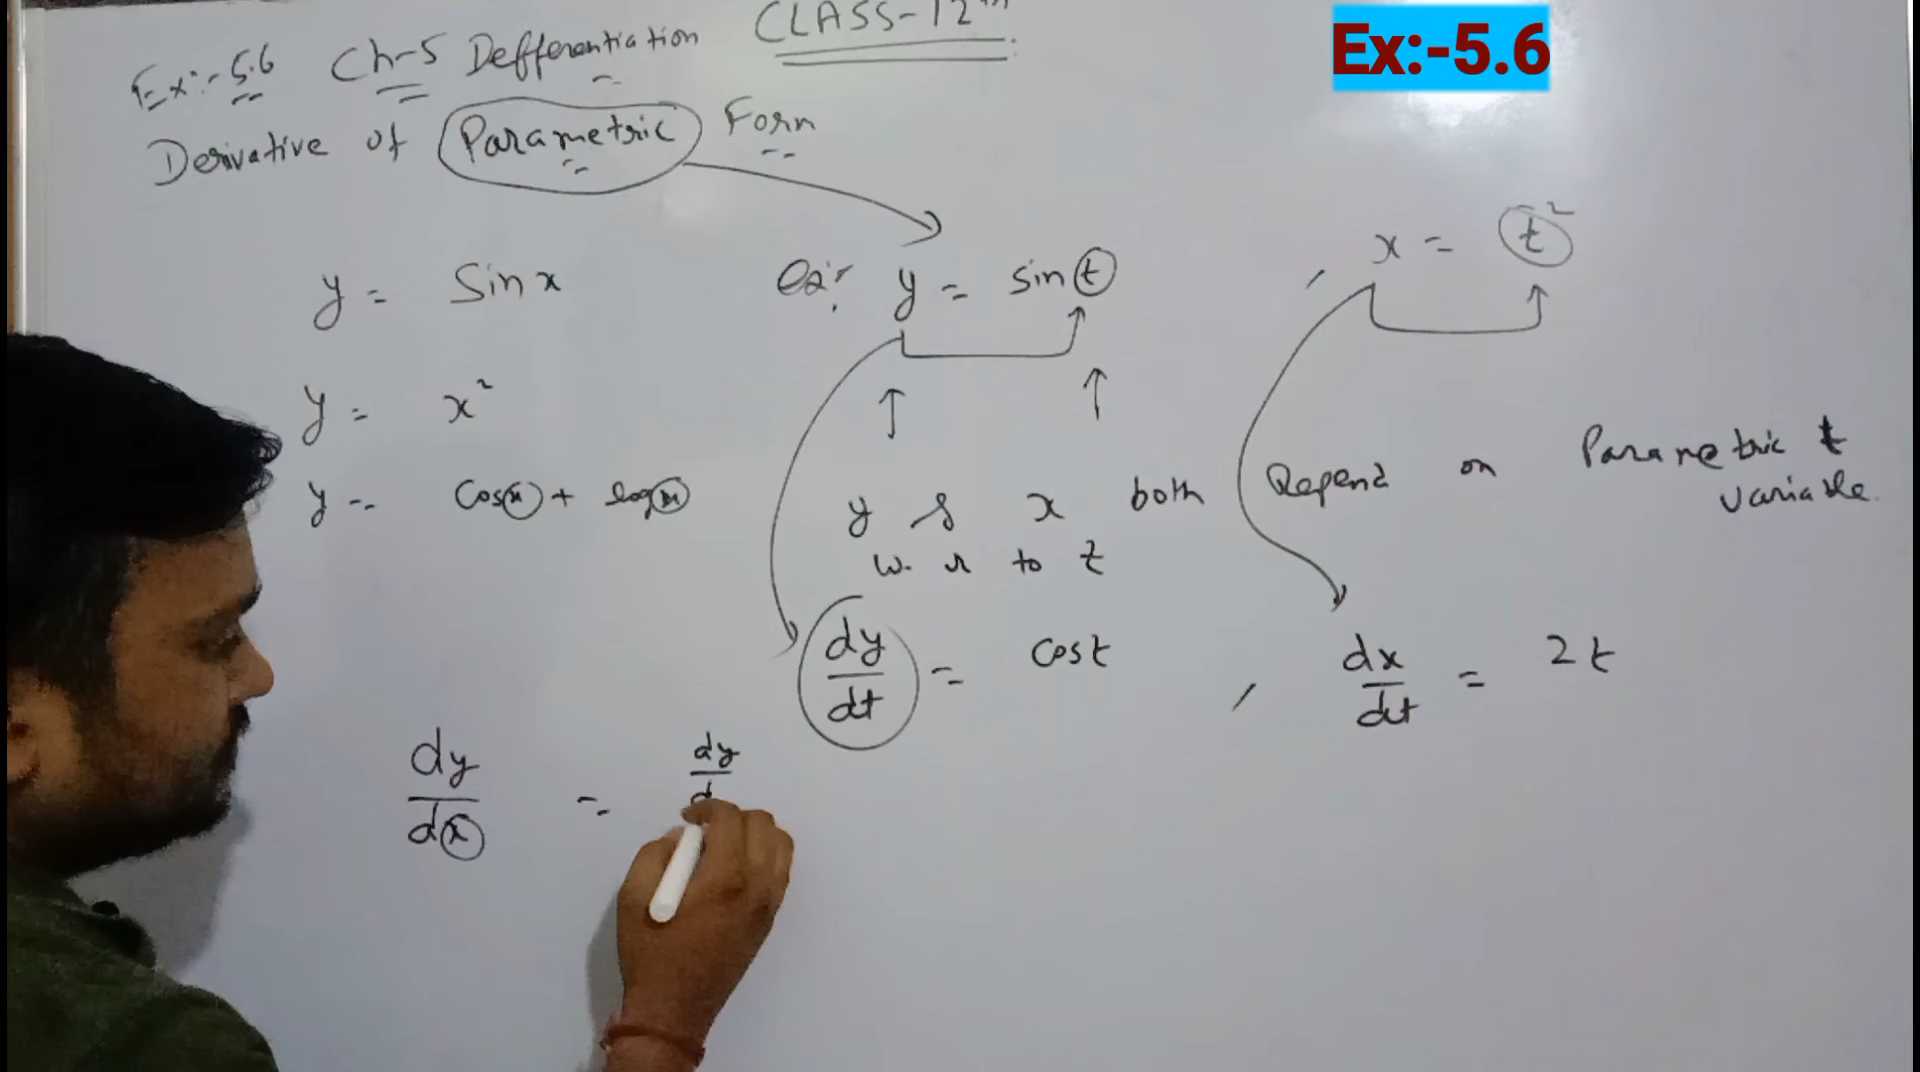 CLASS-12th
Ex:-5.6
Ex:-5.6 Ch-5 Defferentiation
Derivative of Parametric Form
y = Sin x
ex: y = sin t , x = t²
y = x²
y = cos x + log x
y & x both Depend on Parametric t variable.
w. r to t
dy/dt = cost , dx/dt = 2t
dy/dx = dy/d